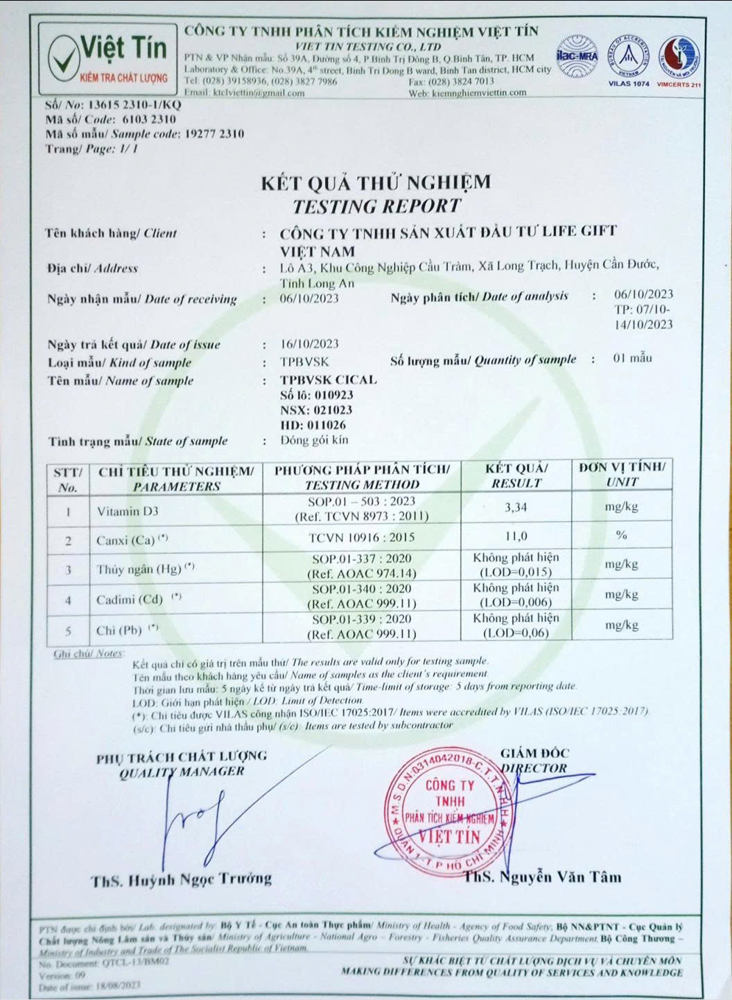 Việt Tín
KIỂM TRA CHẤT LƯỢNG
CÔNG TY TNHH PHÂN TÍCH KIỂM NGHIỆM VIỆT TÍN
VIET TIN TESTING CO., LTD
PTN & VP Nhận mẫu: Số 39A, Đường số 4, P.Bình Trị Đông B, Q.Bình Tân, TP. HCM
Laboratory & Office: No.39A, 4th street, Binh Tri Dong B ward, Binh Tan district, HCM city
Tel: (028) 39158936, (028) 3827 7986 Fax: (028) 3824 7013
Email: ktclviettin@gmail.com Web: kiemnghiemviettin.com
ilac-MRA
BUREAU OF ACCREDITATION
VIETNAM
VILAS 1074
TÀI NGUYÊN VÀ MÔI TRƯỜNG
VIMCERTS 211
Số/ No: 13615 2310-1/KQ
Mã số/ Code: 6103 2310
Mã số mẫu/ Sample code: 19277 2310
Trang/ Page: 1/ 1
KẾT QUẢ THỬ NGHIỆM
TESTING REPORT
Tên khách hàng/ Client : CÔNG TY TNHH SẢN XUẤT ĐẦU TƯ LIFE GIFT
VIỆT NAM
Địa chỉ/ Address : Lô A3, Khu Công Nghiệp Cầu Tràm, Xã Long Trạch, Huyện Cần Đước,
Tỉnh Long An
Ngày nhận mẫu/ Date of receiving : 06/10/2023 Ngày phân tích/ Date of analysis : 06/10/2023
TP: 07/10-
14/10/2023
Ngày trả kết quả/ Date of issue : 16/10/2023
Loại mẫu/ Kind of sample : TPBVSK Số lượng mẫu/ Quantity of sample : 01 mẫu
Tên mẫu/ Name of sample : TPBVSK CICAL
Số lô: 010923
NSX: 021023
HD: 011026
Tình trạng mẫu/ State of sample : Đóng gói kín
STT/ CHỈ TIÊU THỬ NGHIỆM/ PHƯƠNG PHÁP PHÂN TÍCH/ KẾT QUẢ/ ĐƠN VỊ TÍNH/
No. PARAMETERS TESTING METHOD RESULT UNIT
1 Vitamin D3 SOP.01 – 503 : 2023 3,34 mg/kg
(Ref. TCVN 8973 : 2011)
2 Canxi (Ca) (*) TCVN 10916 : 2015 11,0 %
3 Thủy ngân (Hg) (*) SOP.01-337 : 2020 Không phát hiện mg/kg
(Ref. AOAC 974.14) (LOD=0,015)
4 Cadimi (Cd) (*) SOP.01-340 : 2020 Không phát hiện mg/kg
(Ref. AOAC 999.11) (LOD=0,006)
5 Chì (Pb) (*) SOP.01-339 : 2020 Không phát hiện mg/kg
(Ref. AOAC 999.11) (LOD=0,06)
Ghi chú/ Notes:
Kết quả chỉ có giá trị trên mẫu thử/ The results are valid only for testing sample.
Tên mẫu theo khách hàng yêu cầu/ Name of samples as the client's requirement.
Thời gian lưu mẫu: 5 ngày kể từ ngày trả kết quả/ Time-limit of storage: 5 days from reporting date.
LOD: Giới hạn phát hiện / LOD: Limit of Detection.
(*): Chỉ tiêu được VILAS công nhận ISO/IEC 17025:2017/ Items were accredited by VILAS (ISO/IEC 17025:2017).
(s/c): Chỉ tiêu gửi nhà thầu phụ/ (s/c): Items are tested by subcontractor
PHỤ TRÁCH CHẤT LƯỢNG
QUALITY MANAGER
GIÁM ĐỐC
DIRECTOR
M.S.D.N:0314042018-C.T.T.N.H.H
CÔNG TY
TNHH
PHÂN TÍCH KIỂM NGHIỆM
VIỆT TÍN
QUẬN 1-T.P HỒ CHÍ MINH
ThS. Huỳnh Ngọc Trưởng
ThS. Nguyễn Văn Tâm
PTN được chỉ định bởi/ Lab. designated by: Bộ Y Tế - Cục An toàn Thực phẩm/ Ministry of Health - Agency of Food Safety; Bộ NN&PTNT - Cục Quản lý
Chất lượng Nông Lâm sản và Thủy sản/ Ministry of Agriculture - National Agro – Forestry - Fisheries Quality Assurance Department; Bộ Công Thương –
Ministry of Industry and Trade of The Socialist Republic of Vietnam.
No. Document: QTCL-13/BM02
Version: 09
Date of issue: 18/08/2023
SỰ KHÁC BIỆT TỪ CHẤT LƯỢNG DỊCH VỤ VÀ CHUYÊN MÔN
MAKING DIFFERENCES FROM QUALITY OF SERVICES AND KNOWLEDGE